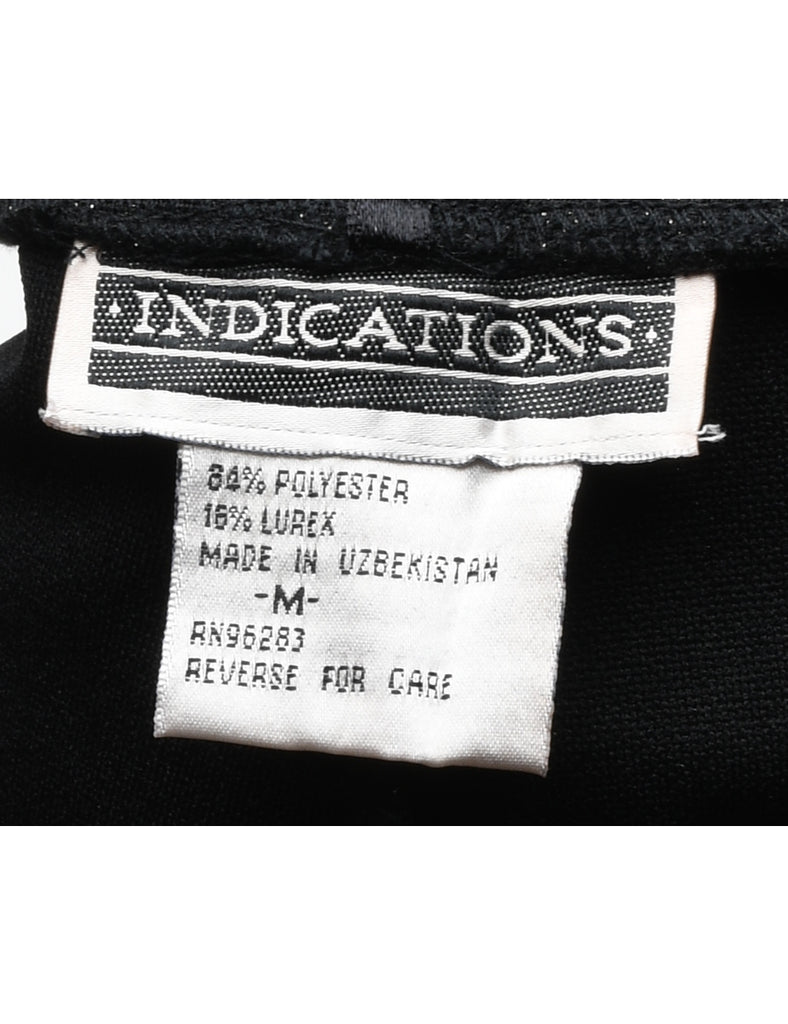 · INDICATIONS ·
84% POLYESTER
16% LUREX
MADE IN UZBEKISTAN
-M-
RN96283
REVERSE FOR CARE